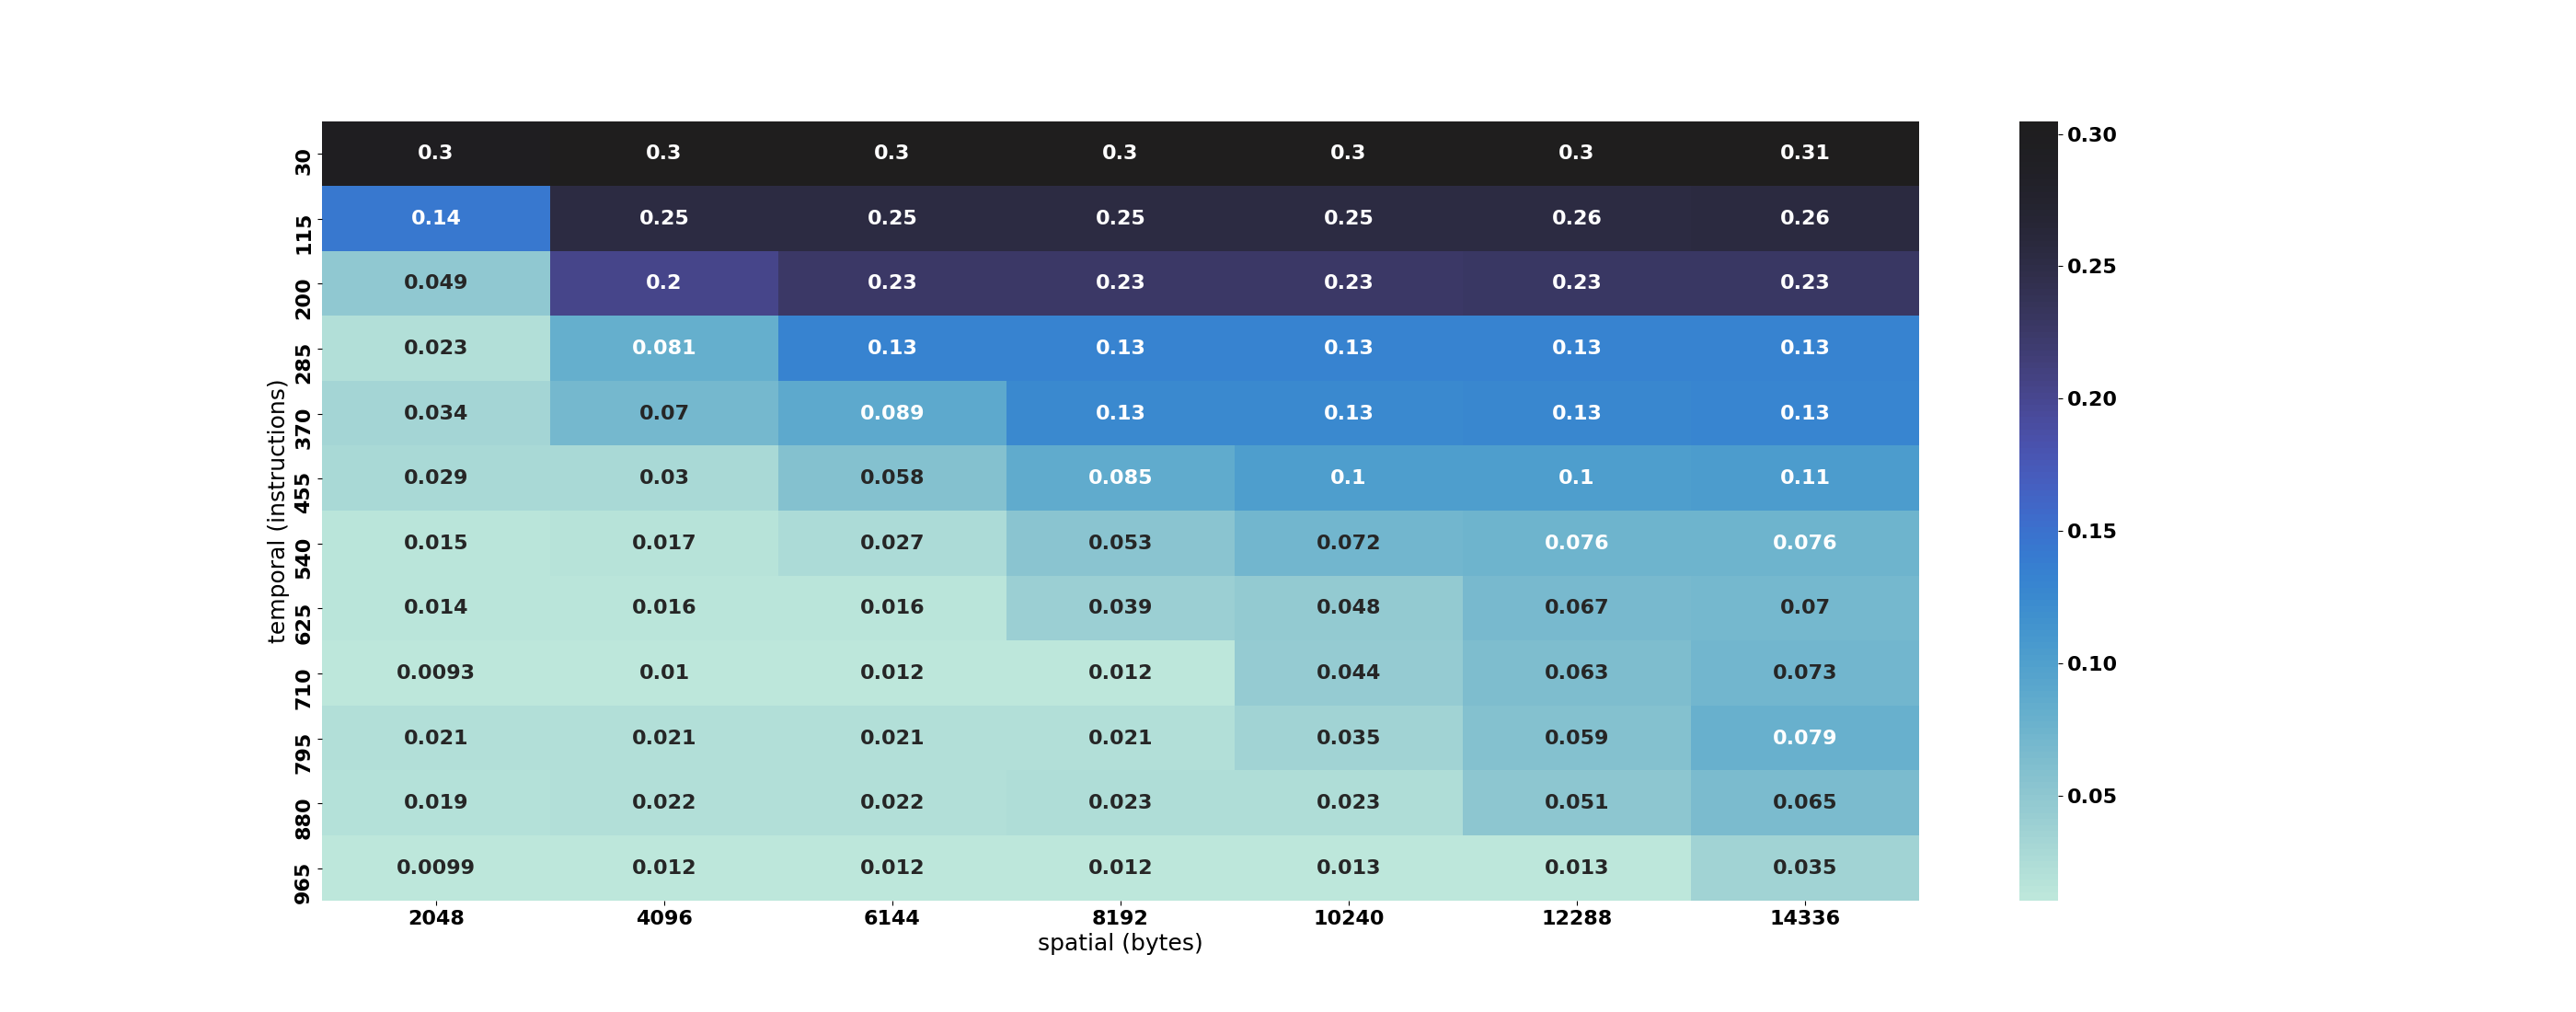 temporal (instructions)
30 0.3 0.3 0.3 0.3 0.3 0.3 0.31
115 0.14 0.25 0.25 0.25 0.25 0.26 0.26
200 0.049 0.2 0.23 0.23 0.23 0.23 0.23
285 0.023 0.081 0.13 0.13 0.13 0.13 0.13
370 0.034 0.07 0.089 0.13 0.13 0.13 0.13
455 0.029 0.03 0.058 0.085 0.1 0.1 0.11
540 0.015 0.017 0.027 0.053 0.072 0.076 0.076
625 0.014 0.016 0.016 0.039 0.048 0.067 0.07
710 0.0093 0.01 0.012 0.012 0.044 0.063 0.073
795 0.021 0.021 0.021 0.021 0.035 0.059 0.079
880 0.019 0.022 0.022 0.023 0.023 0.051 0.065
965 0.0099 0.012 0.012 0.012 0.013 0.013 0.035
2048 4096 6144 8192 10240 12288 14336
spatial (bytes)
0.30
0.25
0.20
0.15
0.10
0.05